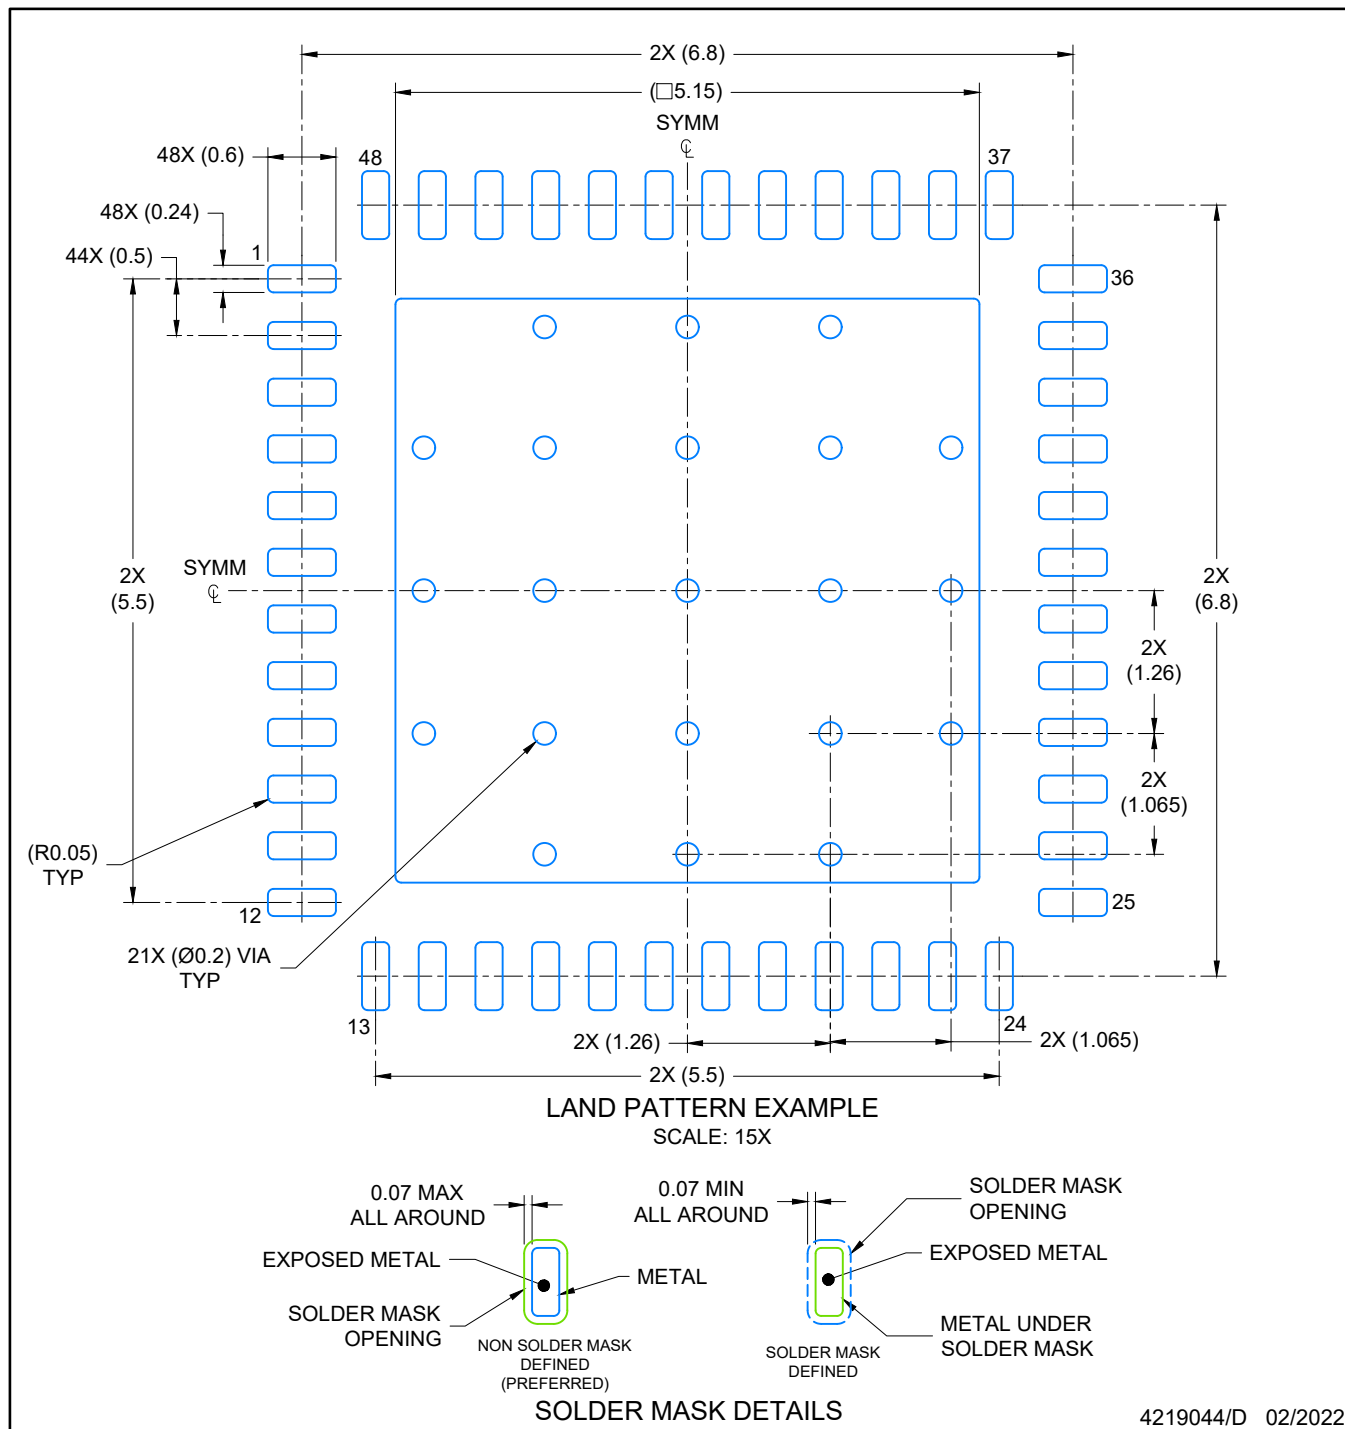 2X (6.8)
(□5.15)
SYMM
℄
48X (0.6)
48
37
48X (0.24)
1
44X (0.5)
36
SYMM
℄
2X
(5.5)
2X
(6.8)
2X
(1.26)
2X
(1.065)
(R0.05)
TYP
12
25
21X (Ø0.2) VIA
TYP
13
24
2X (1.26)
2X (1.065)
2X (5.5)
LAND PATTERN EXAMPLE
SCALE: 15X
0.07 MAX
ALL AROUND
0.07 MIN
ALL AROUND
SOLDER MASK
OPENING
EXPOSED METAL
EXPOSED METAL
METAL
SOLDER MASK
OPENING
METAL UNDER
SOLDER MASK
NON SOLDER MASK
DEFINED
(PREFERRED)
SOLDER MASK
DEFINED
SOLDER MASK DETAILS
4219044/D 02/2022